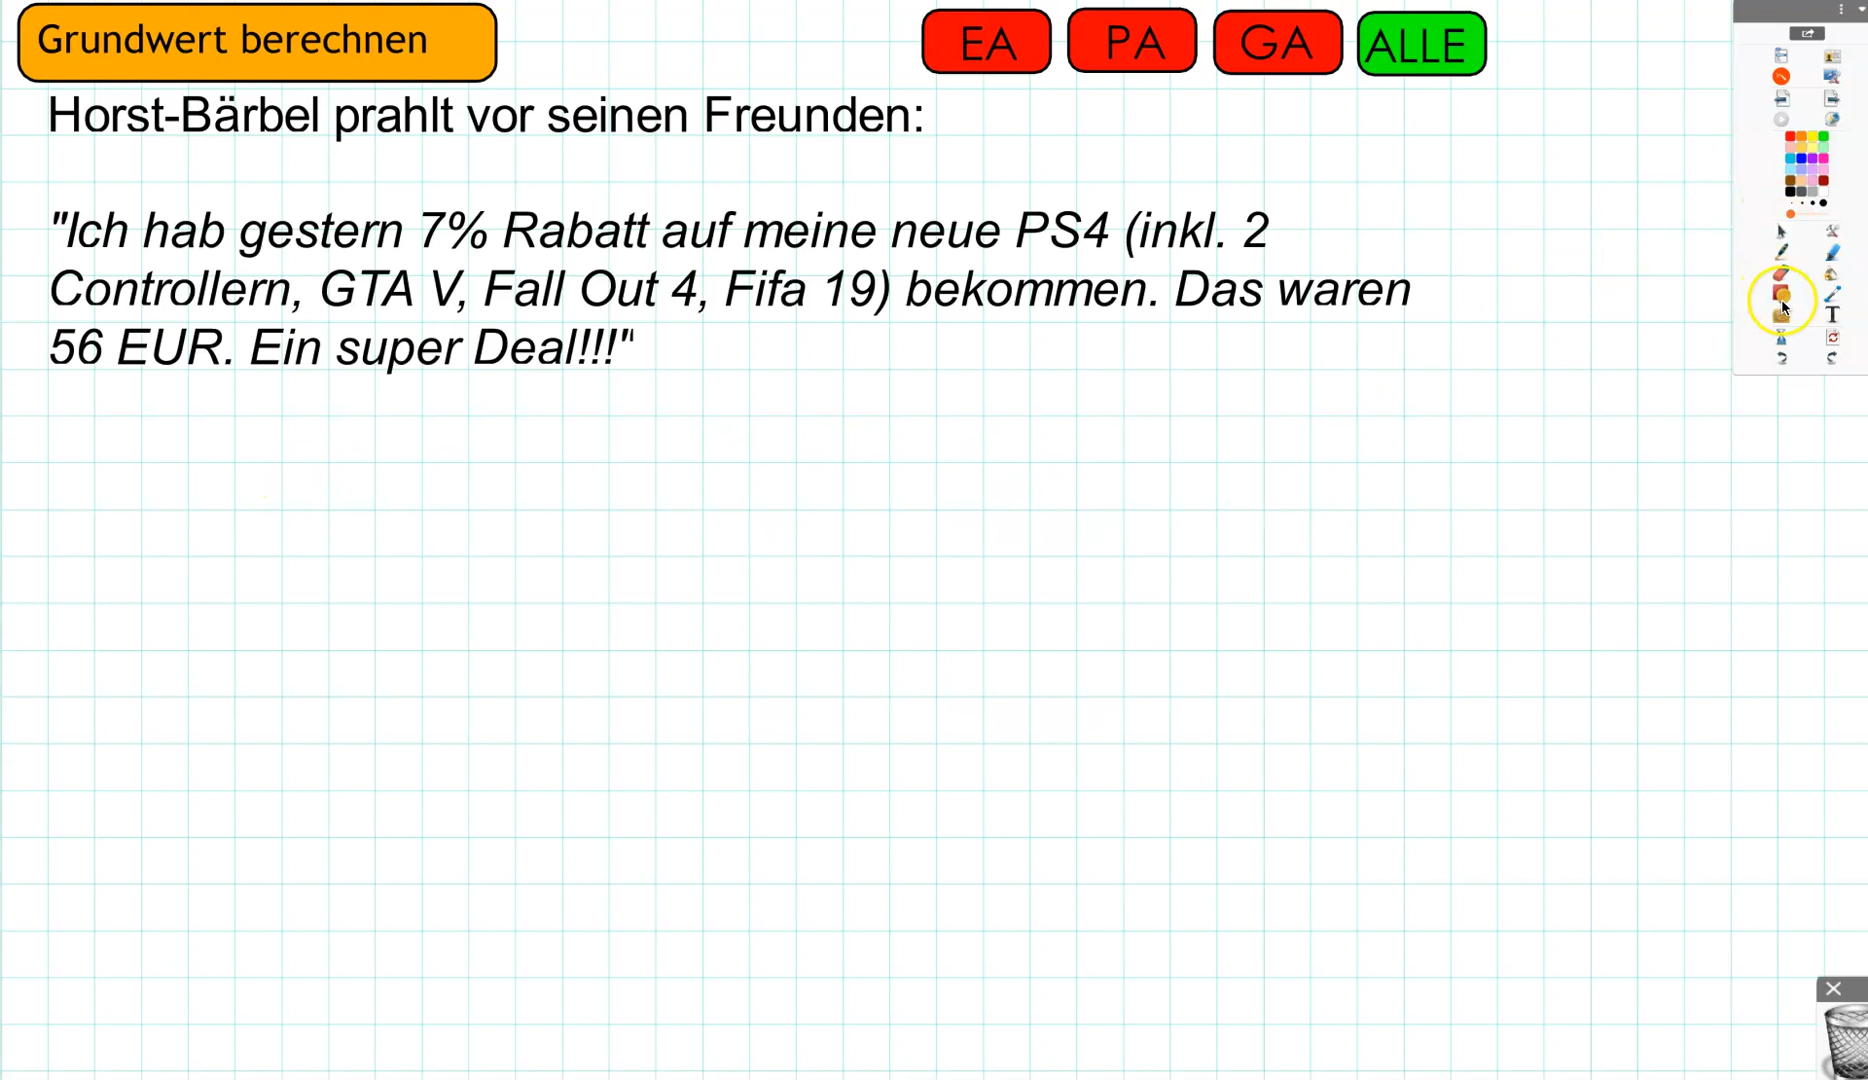 Grundwert berechnen
EA PA GA ALLE
Horst-Bärbel prahlt vor seinen Freunden:
"Ich hab gestern 7% Rabatt auf meine neue PS4 (inkl. 2
Controllern, GTA V, Fall Out 4, Fifa 19) bekommen. Das waren
56 EUR. Ein super Deal!!!"
T